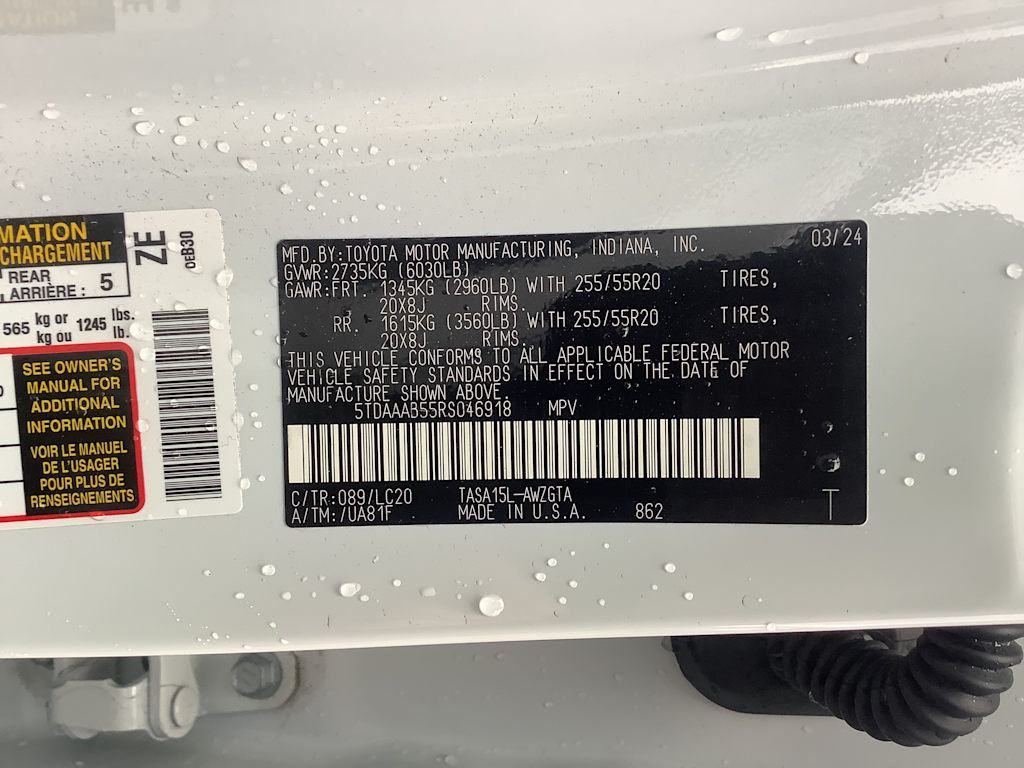 MATION
CHARGEMENT
REAR
ARRIÈRE : 5
565 kg or 1245 lbs.
kg ou lb.
SEE OWNER'S
MANUAL FOR
ADDITIONAL
INFORMATION
VOIR LE MANUEL
DE L'USAGER
POUR PLUS DE
RENSEIGNEMENTS
ZE
0EB30
MFD.BY:TOYOTA MOTOR MANUFACTURING, INDIANA, INC. 03/24
GVWR:2735KG (6030LB)
GAWR:FRT. 1345KG (2960LB) WITH 255/55R20 TIRES,
20X8J RIMS.
RR. 1615KG (3560LB) WITH 255/55R20 TIRES,
20X8J RIMS.
THIS VEHICLE CONFORMS TO ALL APPLICABLE FEDERAL MOTOR
VEHICLE SAFETY STANDARDS IN EFFECT ON THE DATE OF
MANUFACTURE SHOWN ABOVE.
5TDAAAB55RS046918 MPV
C/TR:089/LC20 TASA15L-AWZGTA
A/TM:/UA81F MADE IN U.S.A. 862 T